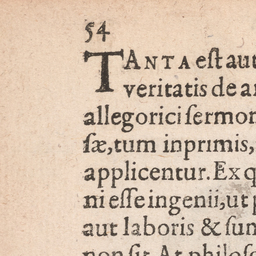 54
TANTA est aut
veritatis de a
allegorici sermon
sæ, tum inprimis,
applicentur. Ex q
ni esse ingenii, ut p
aut laboris & sum
non sit. At philoso